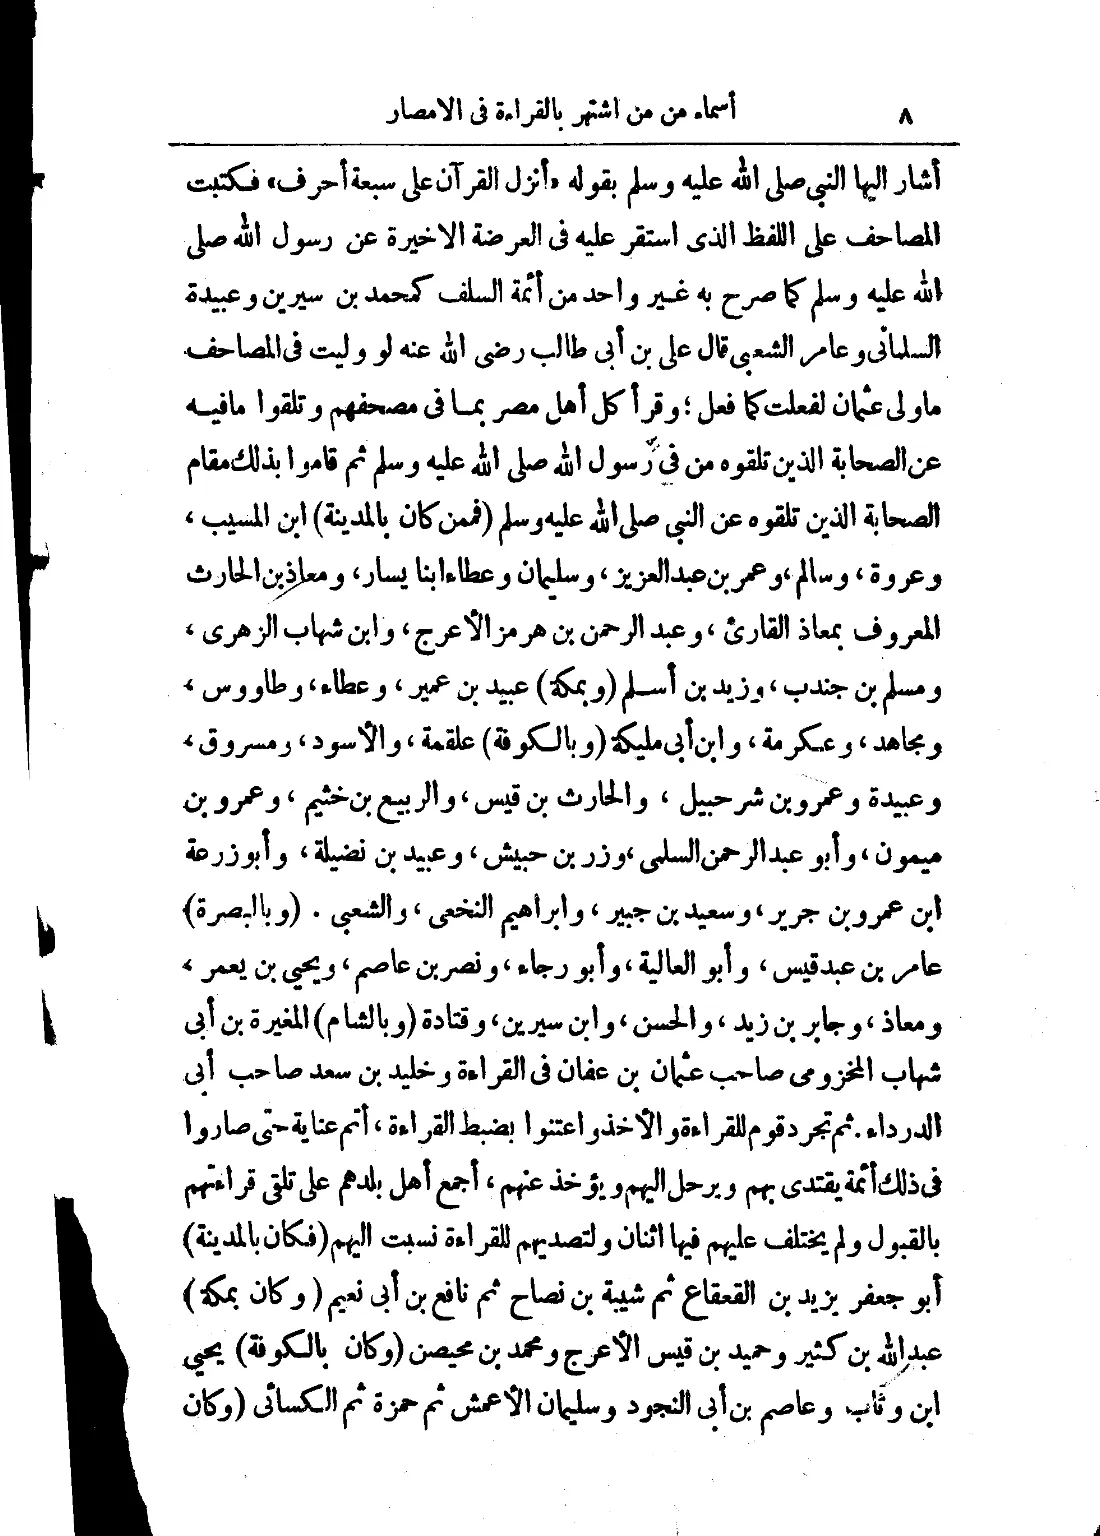 ٨ أسماء من من اشتهر بالقراءة فى الامصار
أشار اليها النبي صلى الله عليه وسلم بقوله «أنزل القرآن على سبعة أحرف» فكتبت
المصاحف على اللفظ الذى استقر عليه فى العرضة الاخيرة عن رسول الله صلى
الله عليه وسلم كما صرح به غير واحد من أئمة السلف كمحمد بن سيرين وعبيدة
السلمانى وعامر الشعبى قال على بن أبى طالب رضى الله عنه لو وليت فى المصاحف
ماولى عثمان لفعلت كما فعل ؛ وقرأ كل أهل مصر بما فى مصحفهم وتلقوا مافيه
عن الصحابة الذين تلقوه من فى رسول الله صلى الله عليه وسلم ثم قاموا بذلك مقام
الصحابة الذين تلقوه عن النبى صلى الله عليه وسلم (فممن كان بالمدينة) ابن المسيب ،
وعروة ، وسالم ، وعمر بن عبدالعزيز ، وسليمان وعطاء ابنا يسار ، ومعاذ بن الحارث
المعروف بمعاذ القارئ ، وعبد الرحمن بن هرمز الأعرج ، وابن شهاب الزهرى ،
ومسلم بن جندب ، وزيد بن أسلم (وبمكة) عبيد بن عمير ، وعطاء ، وطاووس ،
ومجاهد ، وعكرمة ، وابن أبى مليكة (وبالكوفة) علقمة ، والأسود ، ومسروق ،
وعبيدة وعمرو بن شرحبيل ، والحارث بن قيس ، والربيع بن خثيم ، وعمرو بن
ميمون ، وأبو عبد الرحمن السلمى ، وزر بن حبيش ، وعبيد بن نضيلة ، وأبو زرعة
ابن عمرو بن جرير ، وسعيد بن جبير ، وابراهيم النخعى ، والشعبى . (وبالبصرة)
عامر بن عبد قيس ، وأبو العالية ، وأبو رجاء ، ونصر بن عاصم ، ويحيى بن يعمر ،
ومعاذ ، وجابر بن زيد ، والحسن ، وابن سيرين ، وقتادة (وبالشام) المغيرة بن أبى
شهاب المخزومى صاحب عثمان بن عفان فى القراءة وخليد بن سعد صاحب أبى
الدرداء . ثم تجرد قوم للقراءة والأخذ واعتنوا بضبط القراءة ، أتم عناية حتى صاروا
فى ذلك أئمة يقتدى بهم ويرحل اليهم ويؤخذ عنهم ، أجمع أهل بلدهم على تلقى قراءتهم
بالقبول ولم يختلف عليهم فيها اثنان ولتصديهم للقراءة نسبت اليهم (فكان بالمدينة)
أبو جعفر يزيد بن القعقاع ثم شيبة بن نصاح ثم نافع بن أبى نعيم (وكان بمكة)
عبدالله بن كثير وحميد بن قيس الأعرج ومحمد بن محيصن (وكان بالكوفة) يحيى
ابن وثاب وعاصم بن أبى النجود وسليمان الأعمش ثم حمزة ثم الكسائى (وكان